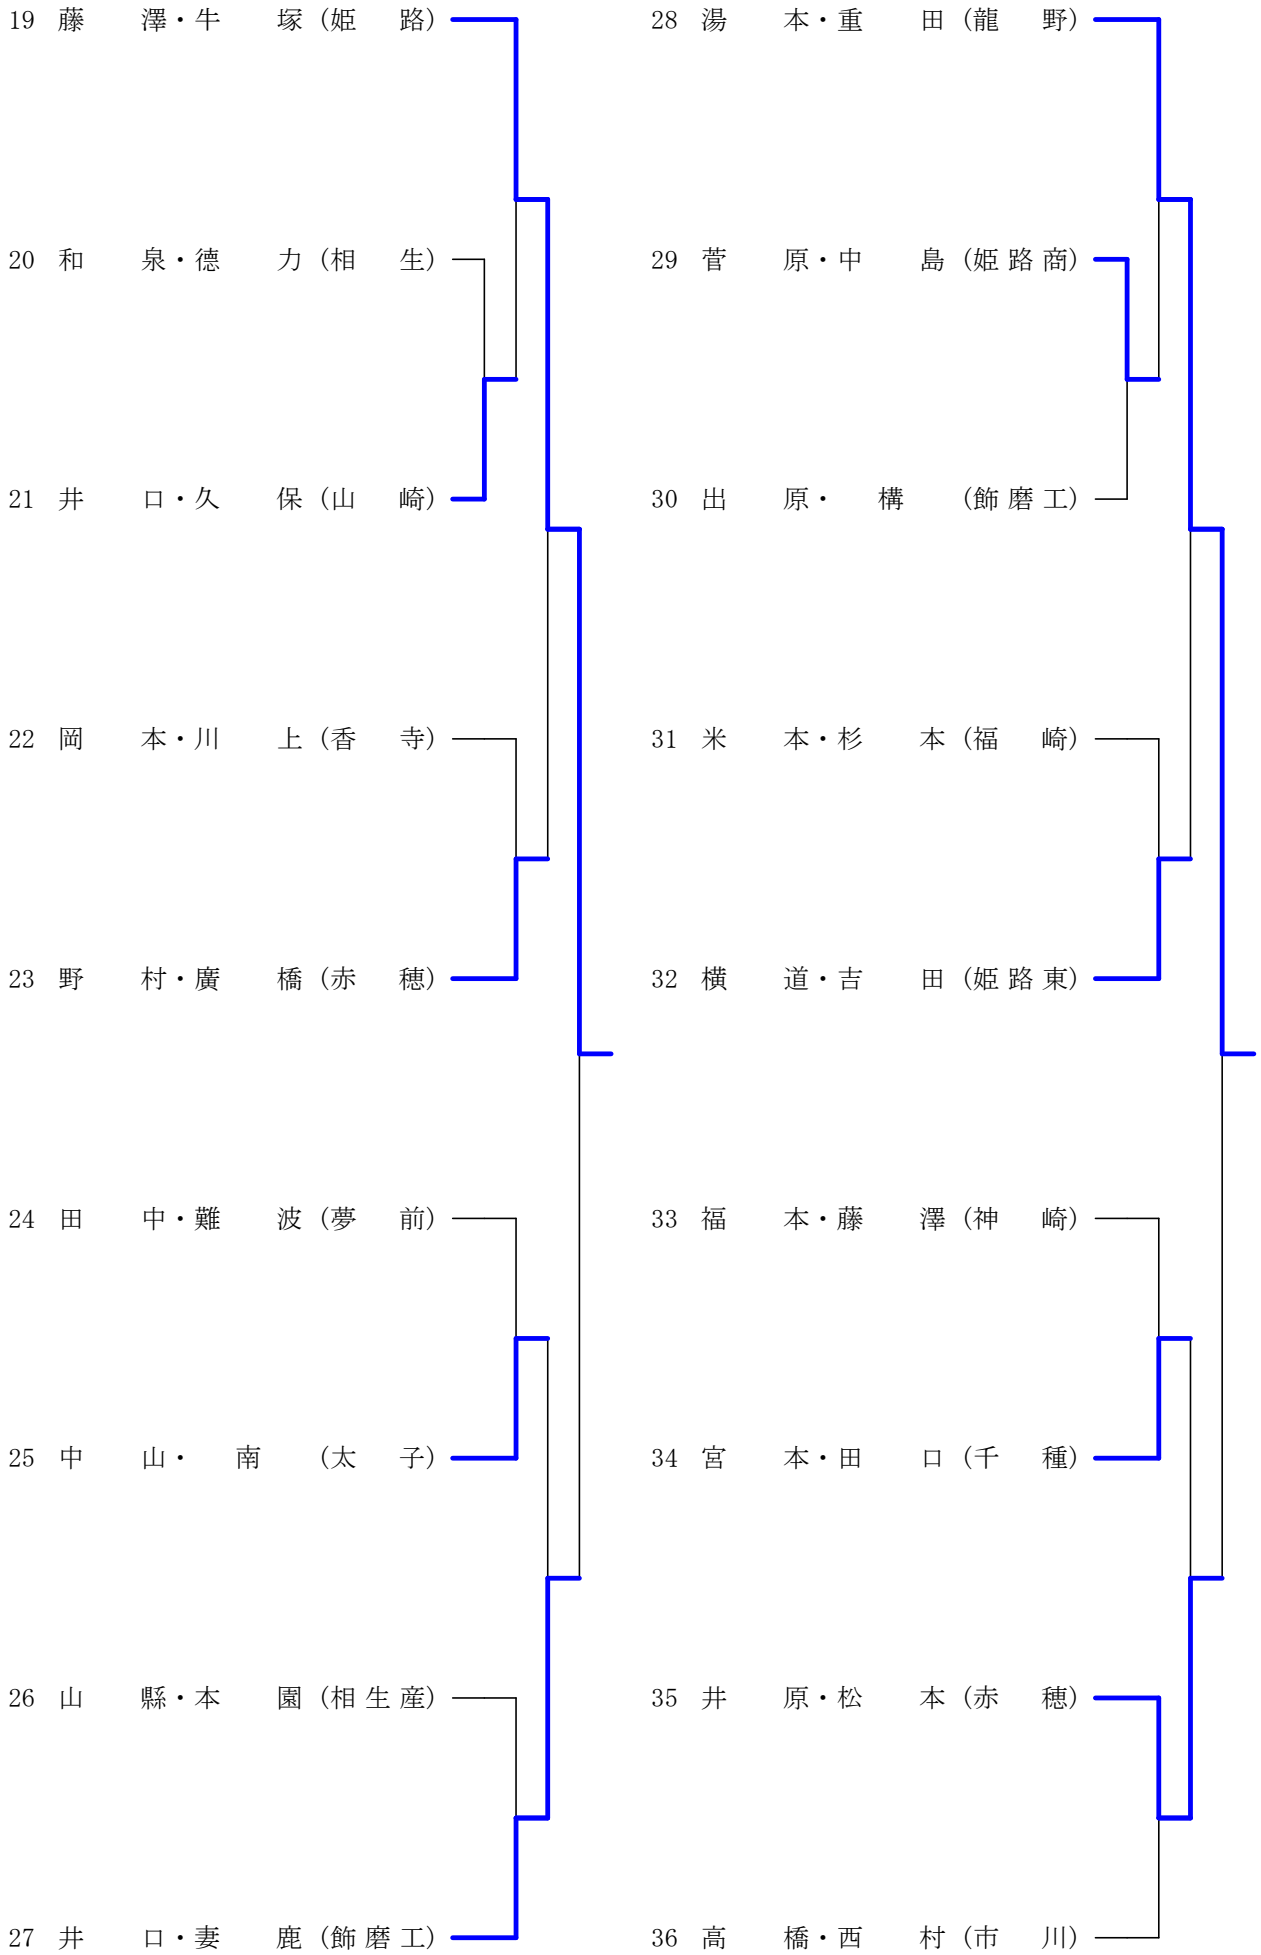 19 藤 澤・牛 塚 (姫 路)
20 和 泉・德 力 (相 生)
21 井 口・久 保 (山 崎)
22 岡 本・川 上 (香 寺)
23 野 村・廣 橋 (赤 穂)
24 田 中・難 波 (夢 前)
25 中 山・ 南 (太 子)
26 山 縣・本 園 (相 生 産)
27 井 口・妻 鹿 (飾 磨 工)
28 湯 本・重 田 (龍 野)
29 菅 原・中 島 (姫 路 商)
30 出 原・ 構 (飾 磨 工)
31 米 本・杉 本 (福 崎)
32 横 道・吉 田 (姫 路 東)
33 福 本・藤 澤 (神 崎)
34 宮 本・田 口 (千 種)
35 井 原・松 本 (赤 穂)
36 高 橋・西 村 (市 川)